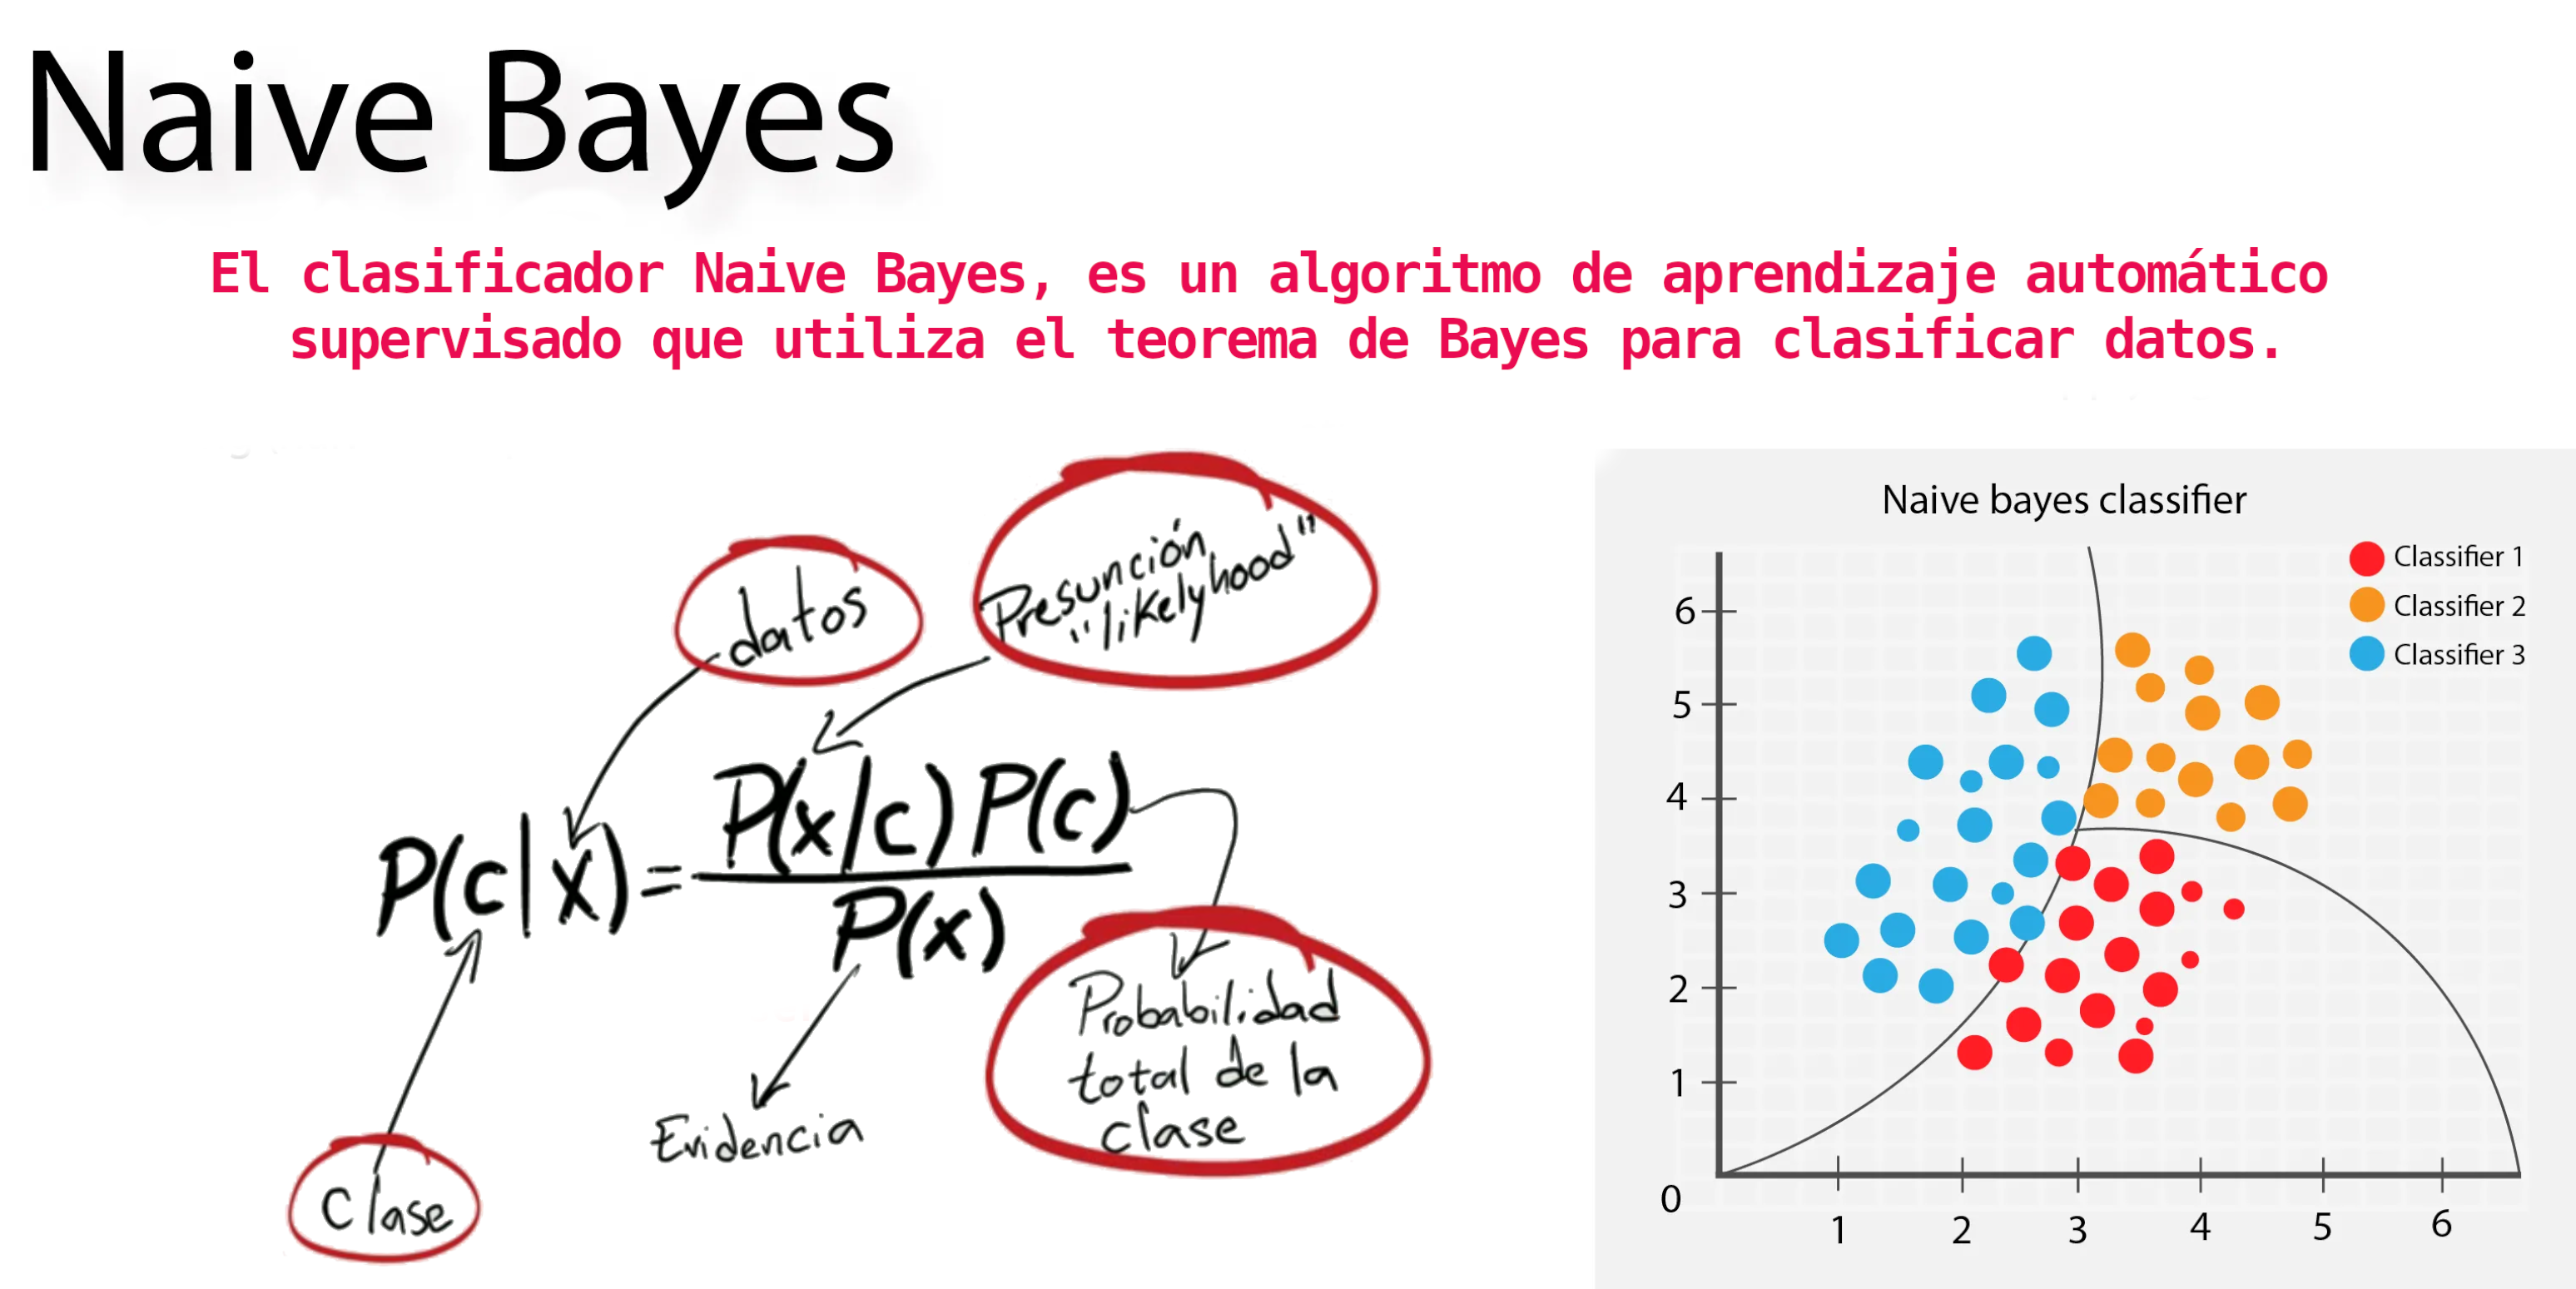 Naive Bayes
El clasificador Naive Bayes, es un algoritmo de aprendizaje automático
supervisado que utiliza el teorema de Bayes para clasificar datos.
datos
Presunción
"likelyhood"
P(c|x)=
P(x|c) P(c)
P(x)
Clase
Evidencia
Probabilidad
total de la
clase
Naive bayes classifier
Classifier 1
Classifier 2
Classifier 3
6
5
4
3
2
1
0
1 2 3 4 5 6